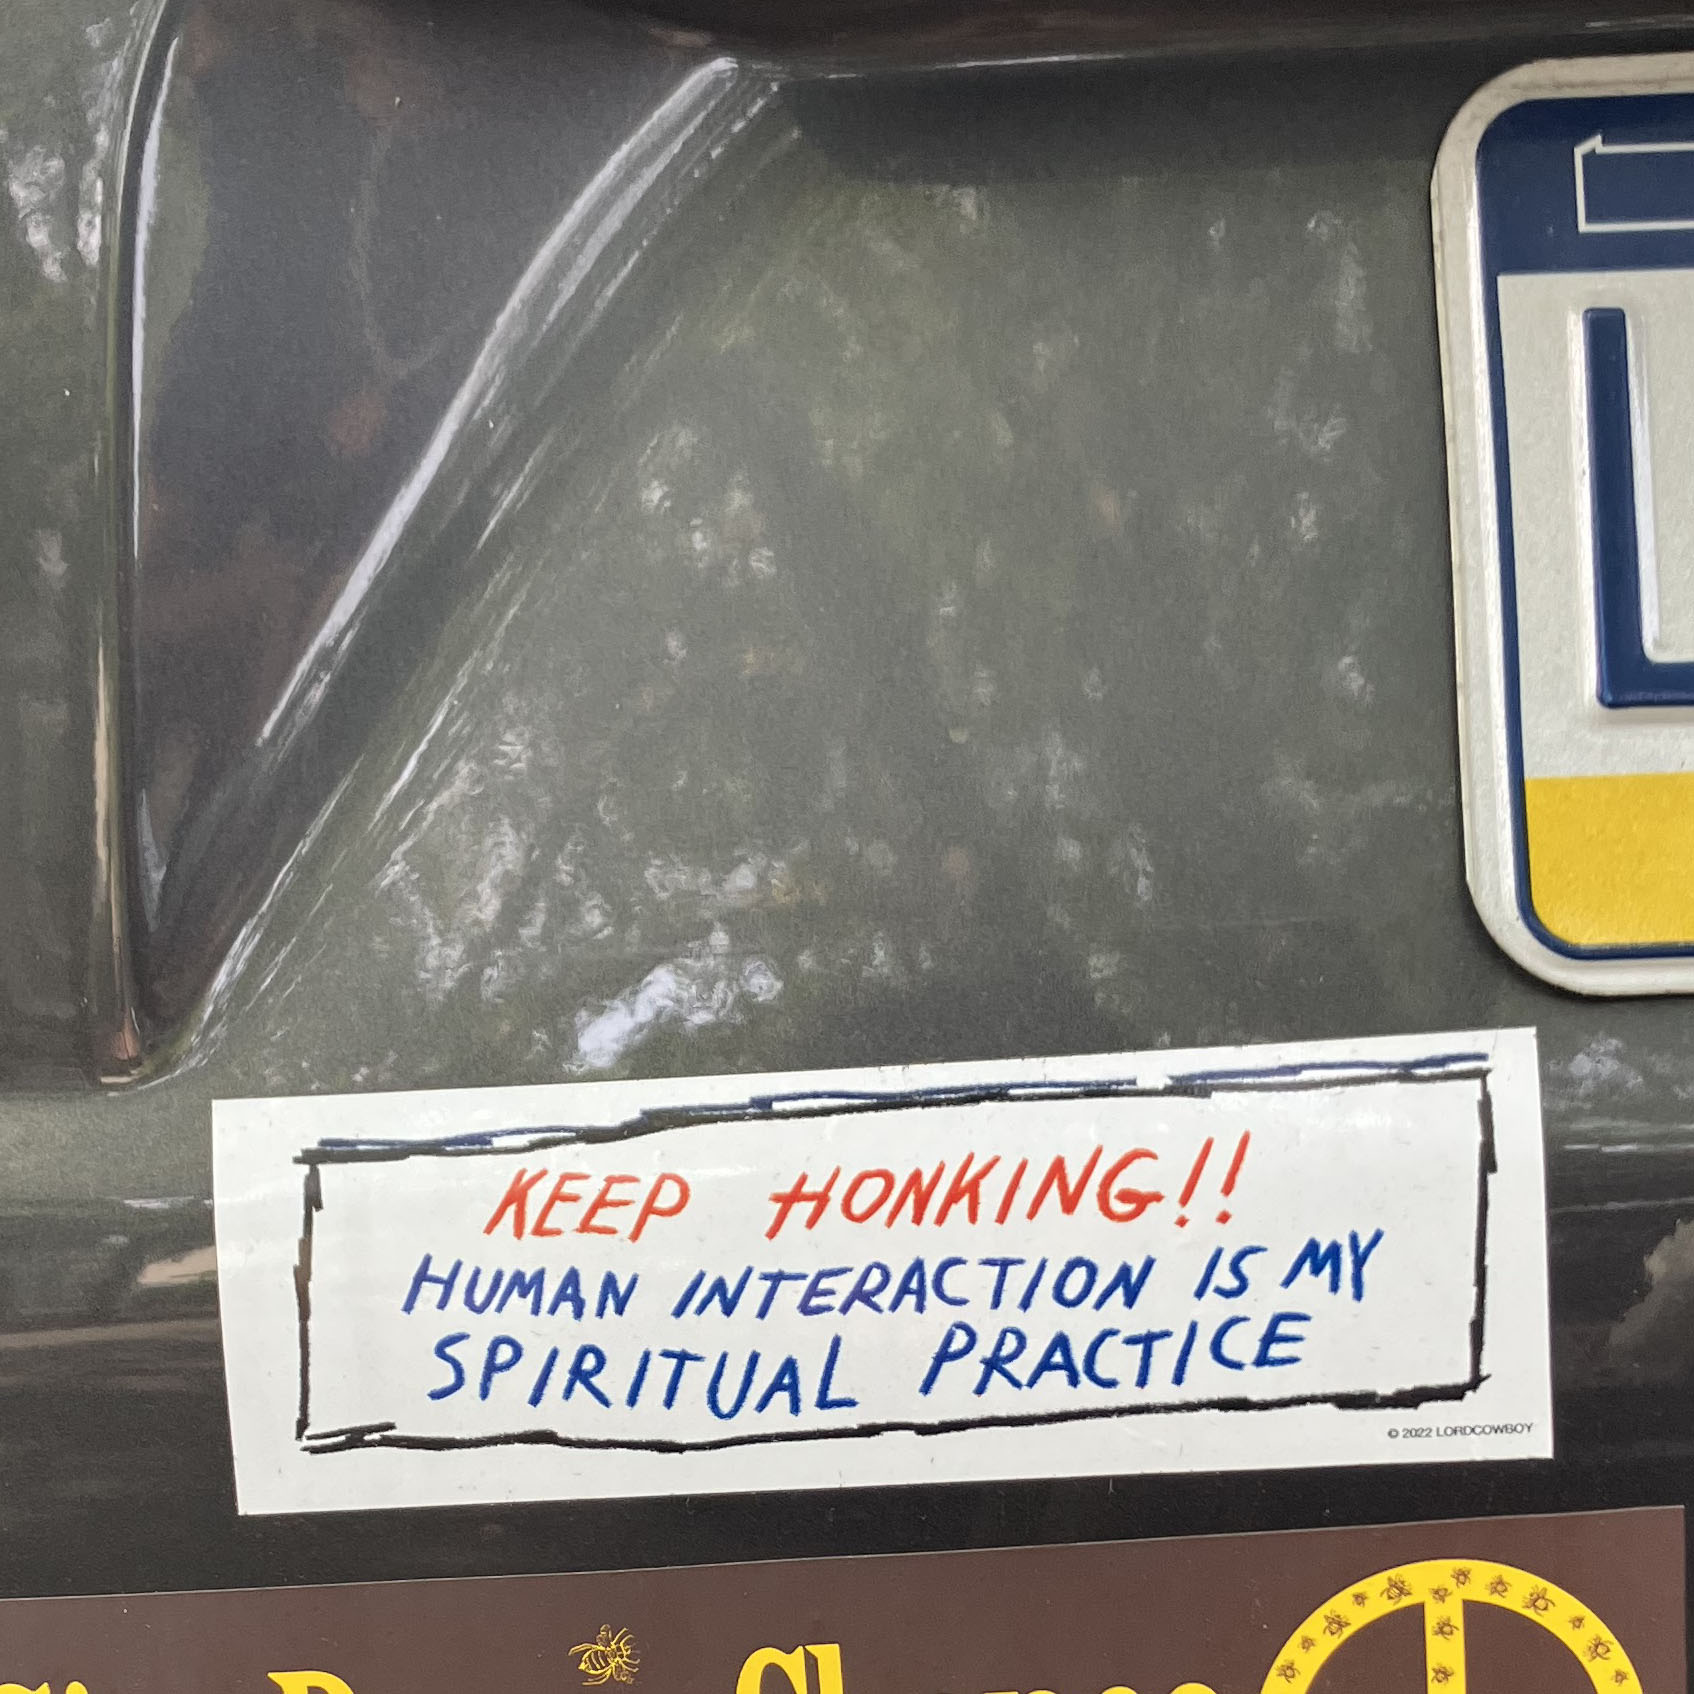 L
KEEP HONKING!!
HUMAN INTERACTION IS MY
SPIRITUAL PRACTICE
© 2022 LORDCOWBOY